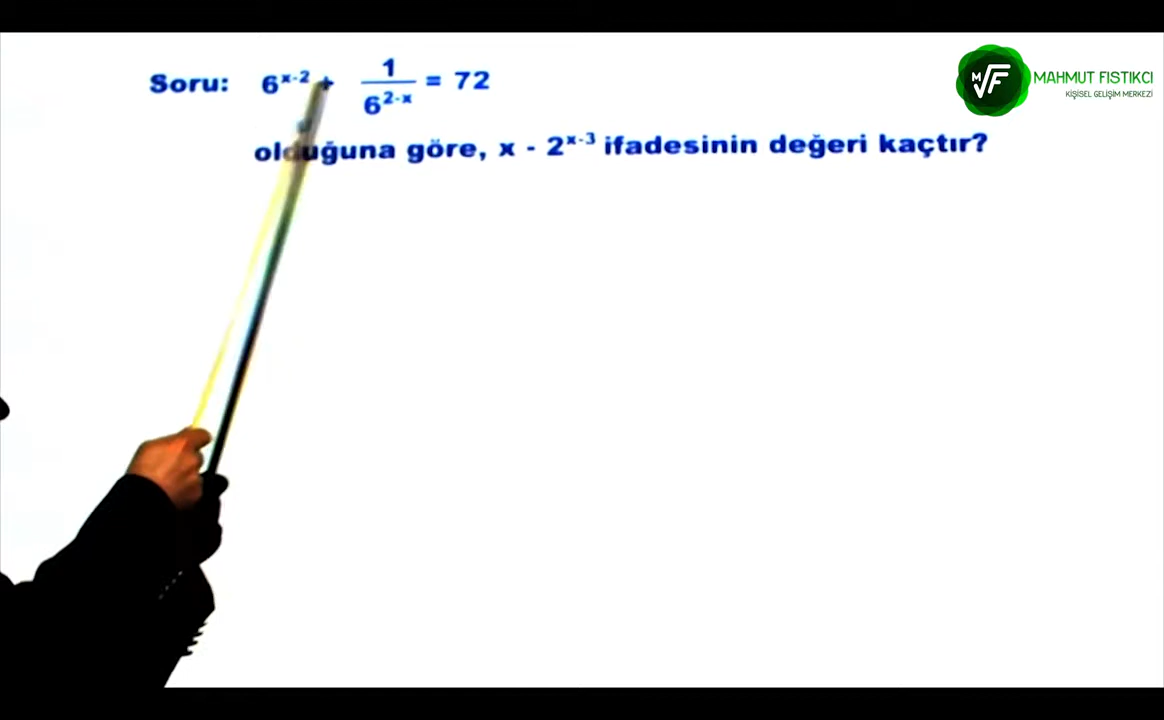 Soru: 6^(x-2) + 1/6^(2-x) = 72
olduğuna göre, x - 2^(x-3) ifadesinin değeri kaçtır?
M√F
MAHMUT FISTIKCI
KİŞİSEL GELİŞİM MERKEZİ